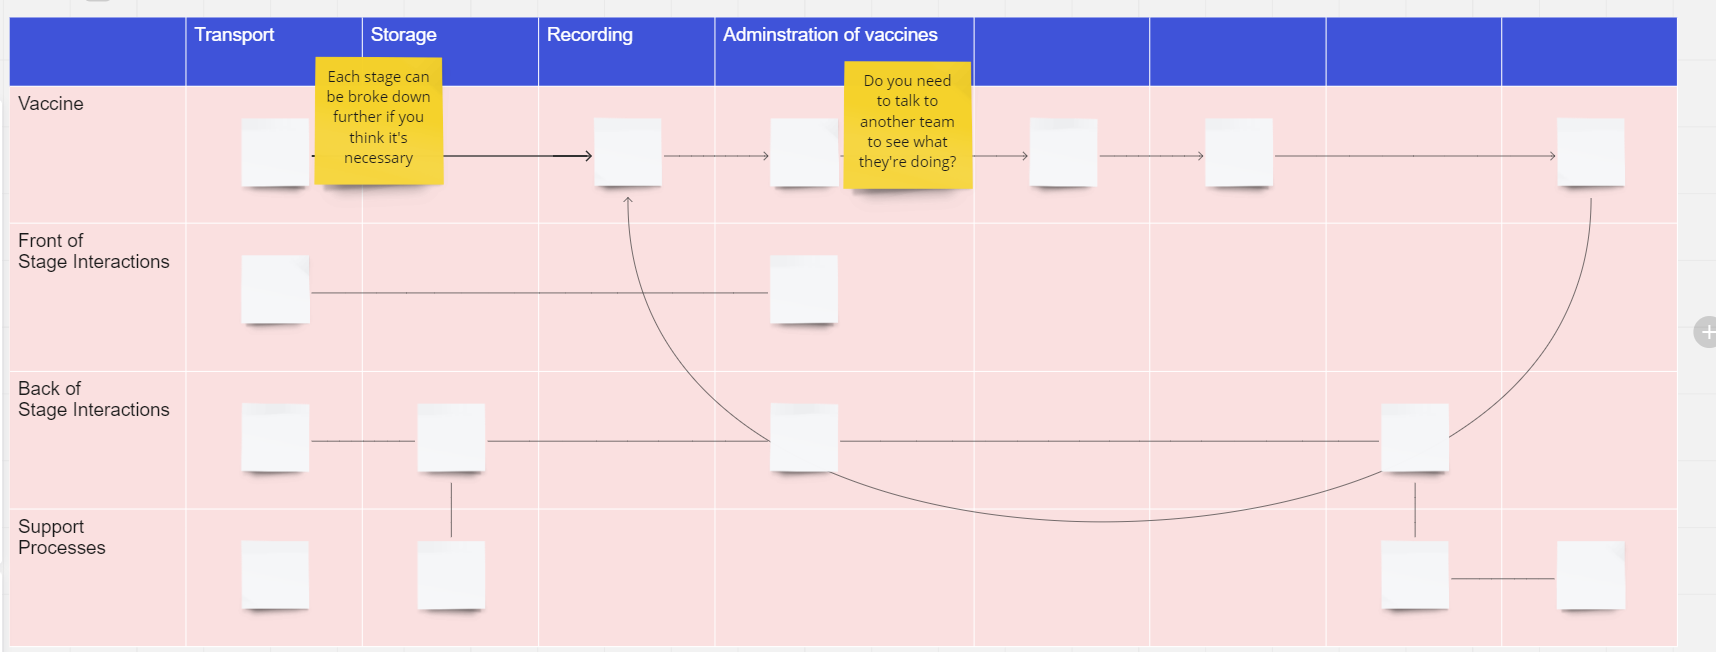 Transport
Storage
Recording
Adminstration of vaccines
Each stage can
be broke down
further if you
think it's
necessary
Do you need
to talk to
another team
to see what
they're doing?
Vaccine
Front of
Stage Interactions
Back of
Stage Interactions
Support
Processes